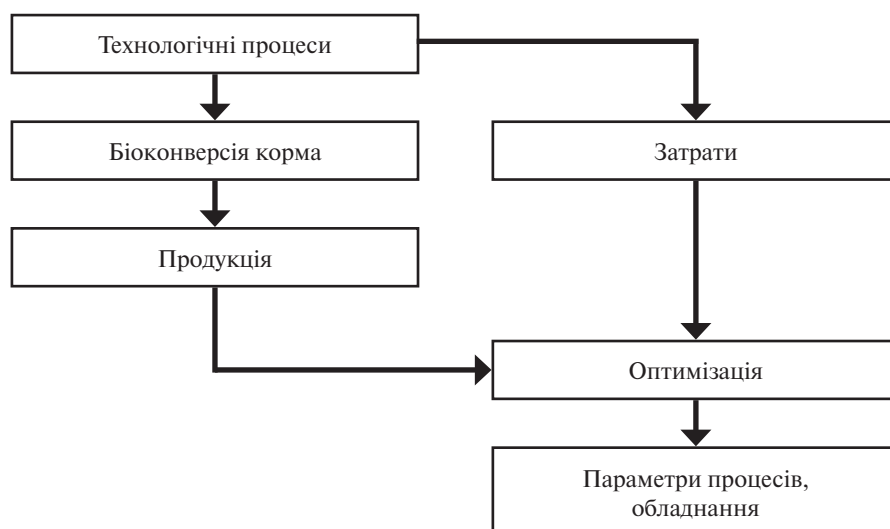 Технологічні процеси
Біоконверсія корма
Затрати
Продукція
Оптимізація
Параметри процесів,
обладнання